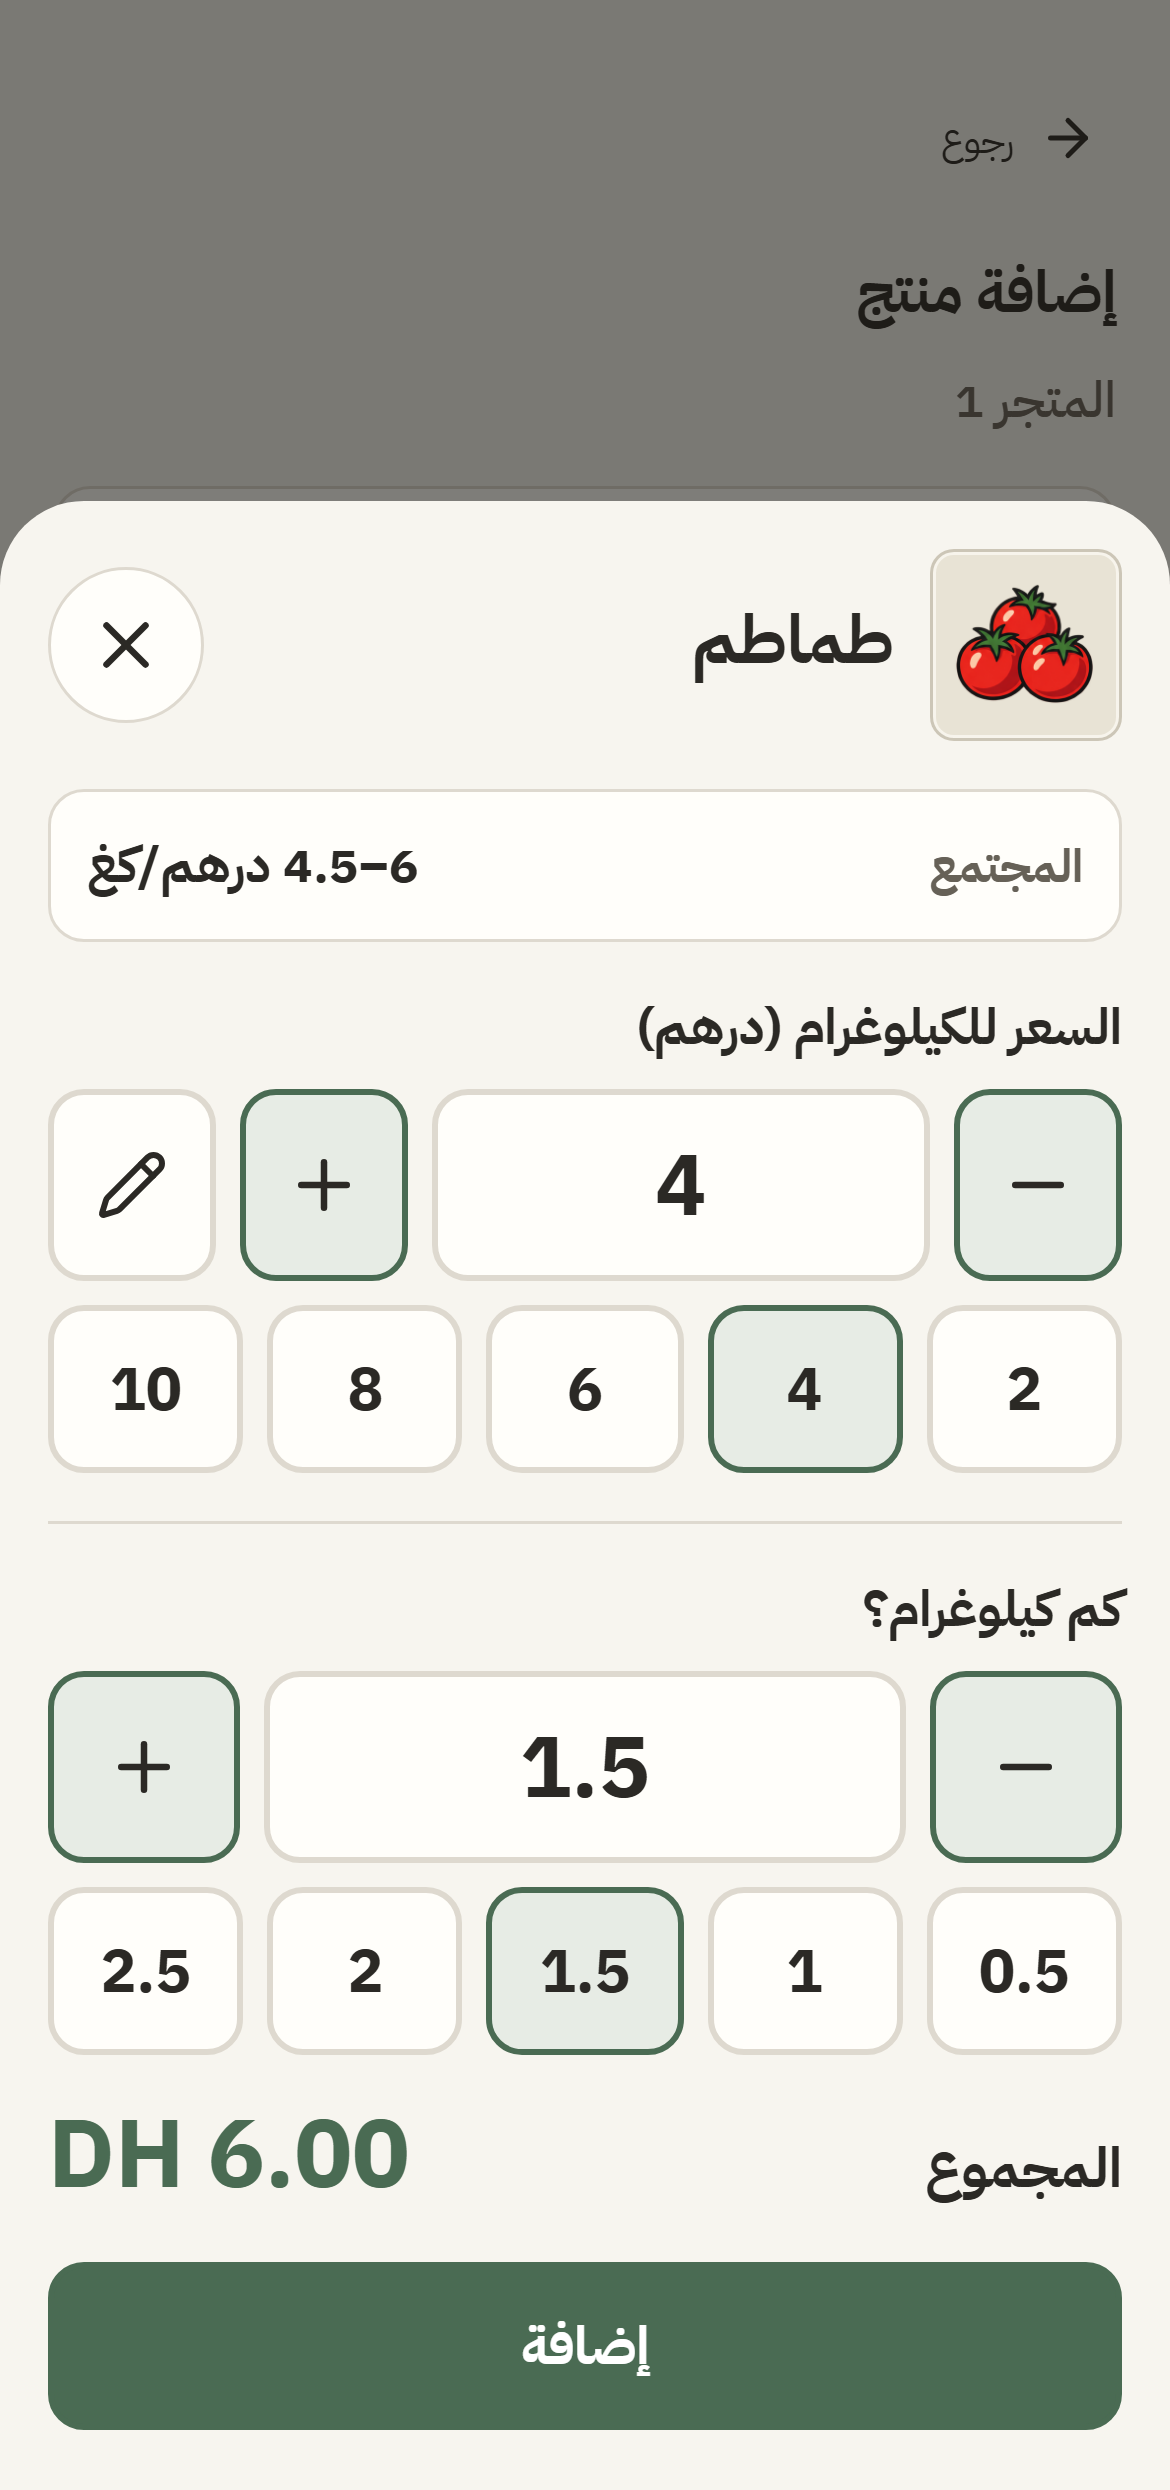 رجوع
إضافة منتج
المتجر 1
طماطم
المجتمع 4.5–6 درهم/كغ
السعر للكيلوغرام (درهم)
4
2 4 6 8 10
كم كيلوغرام؟
1.5
0.5 1 1.5 2 2.5
المجموع DH 6.00
إضافة